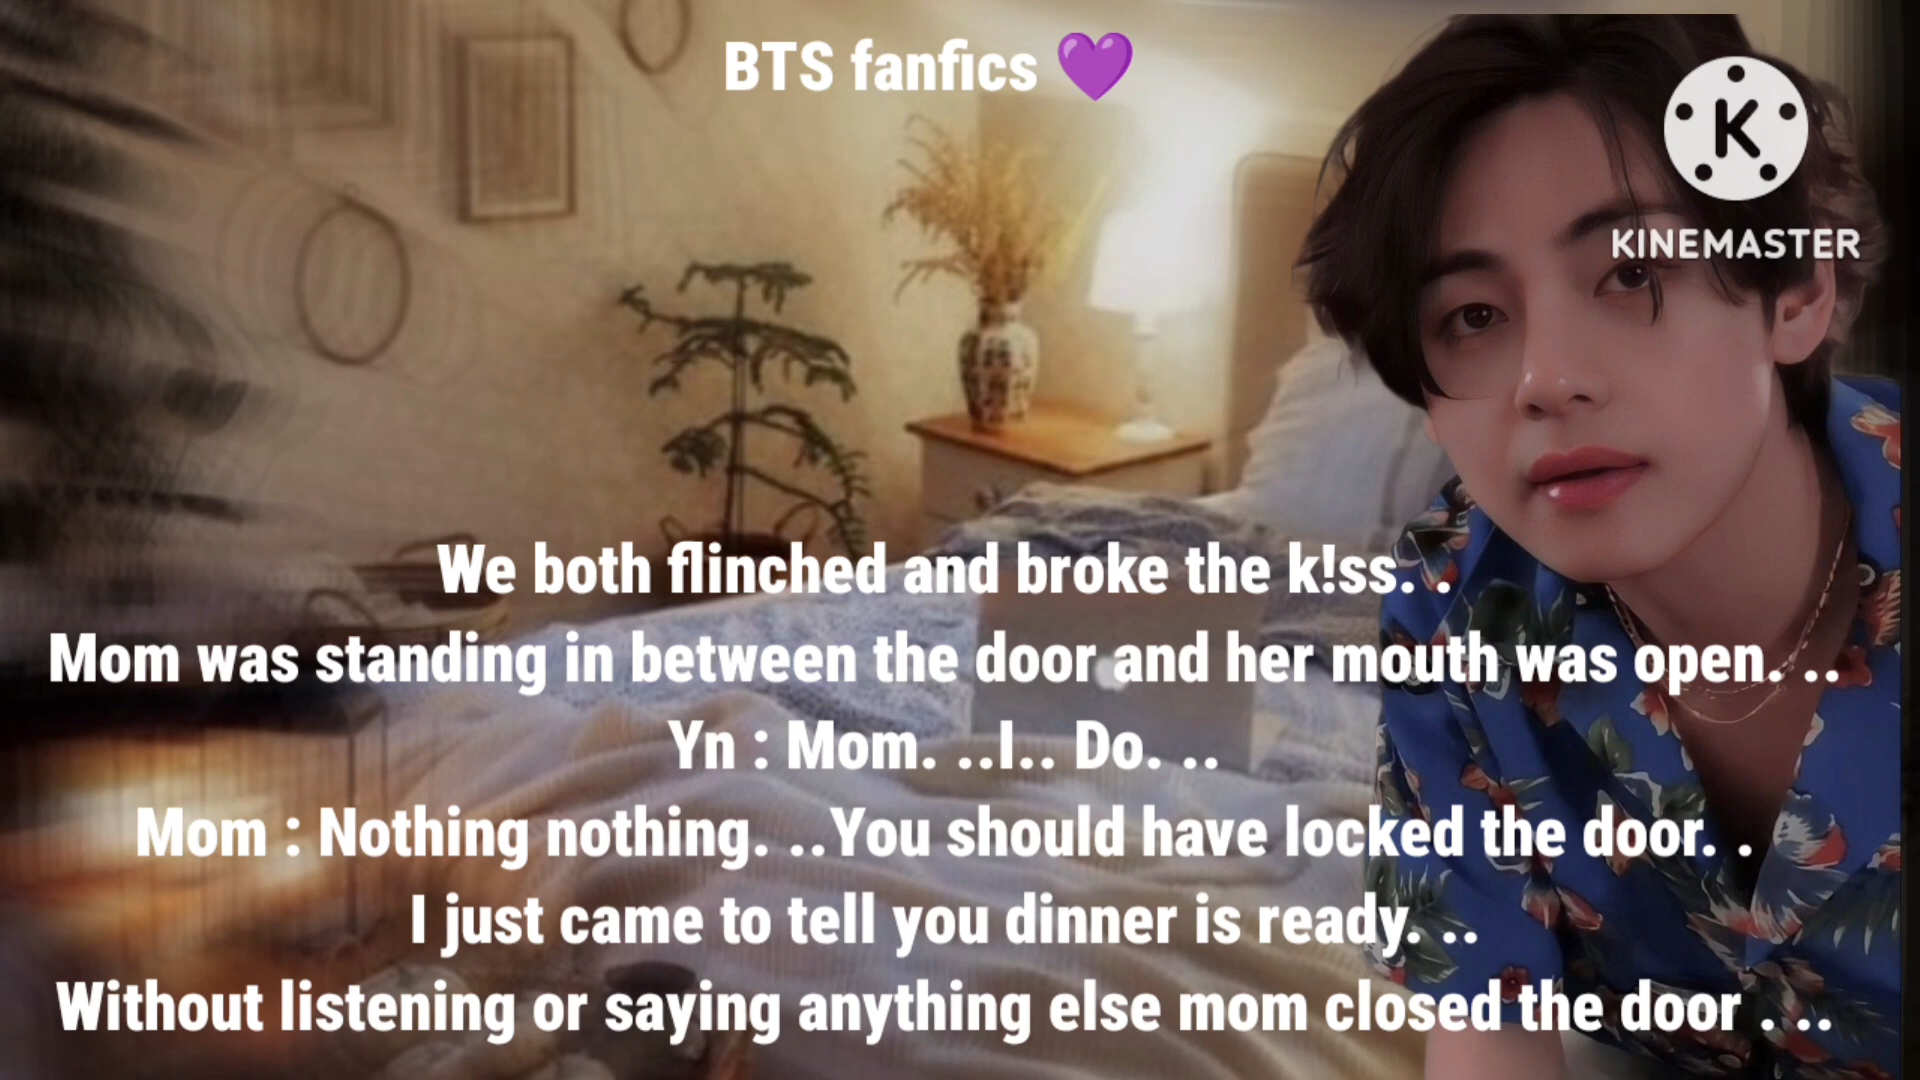 BTS fanfics 💜
K
KINEMASTER
We both flinched and broke the k!ss. .
Mom was standing in between the door and her mouth was open. ..
Yn : Mom. ..I.. Do. ..
Mom : Nothing nothing. ..You should have locked the door. .
I just came to tell you dinner is ready. ..
Without listening or saying anything else mom closed the door . ..